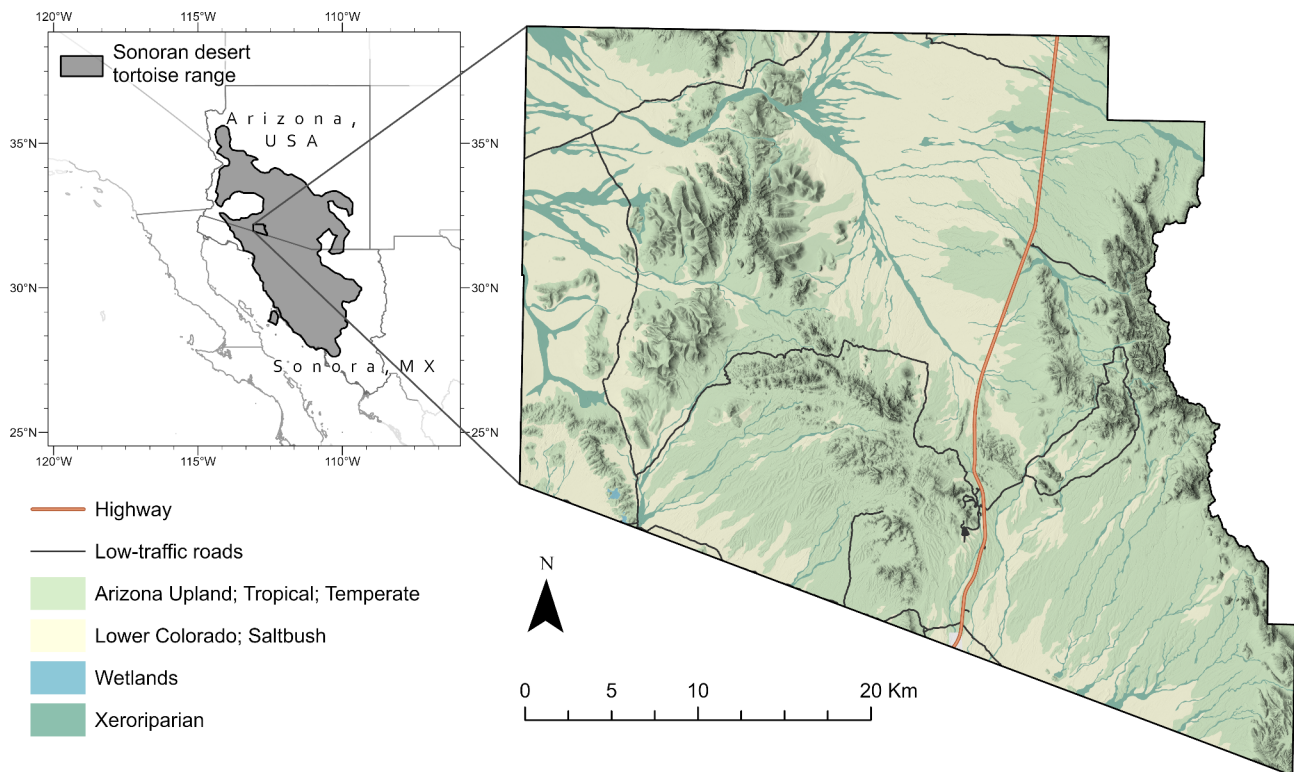 120°W 115°W 110°W
Sonoran desert
tortoise range
Arizona,
USA
35°N 35°N
30°N 30°N
Sonora, MX
25°N 25°N
120°W 115°W 110°W
Highway
Low-traffic roads
Arizona Upland; Tropical; Temperate
Lower Colorado; Saltbush
Wetlands
Xeroriparian
N
0 5 10 20 Km